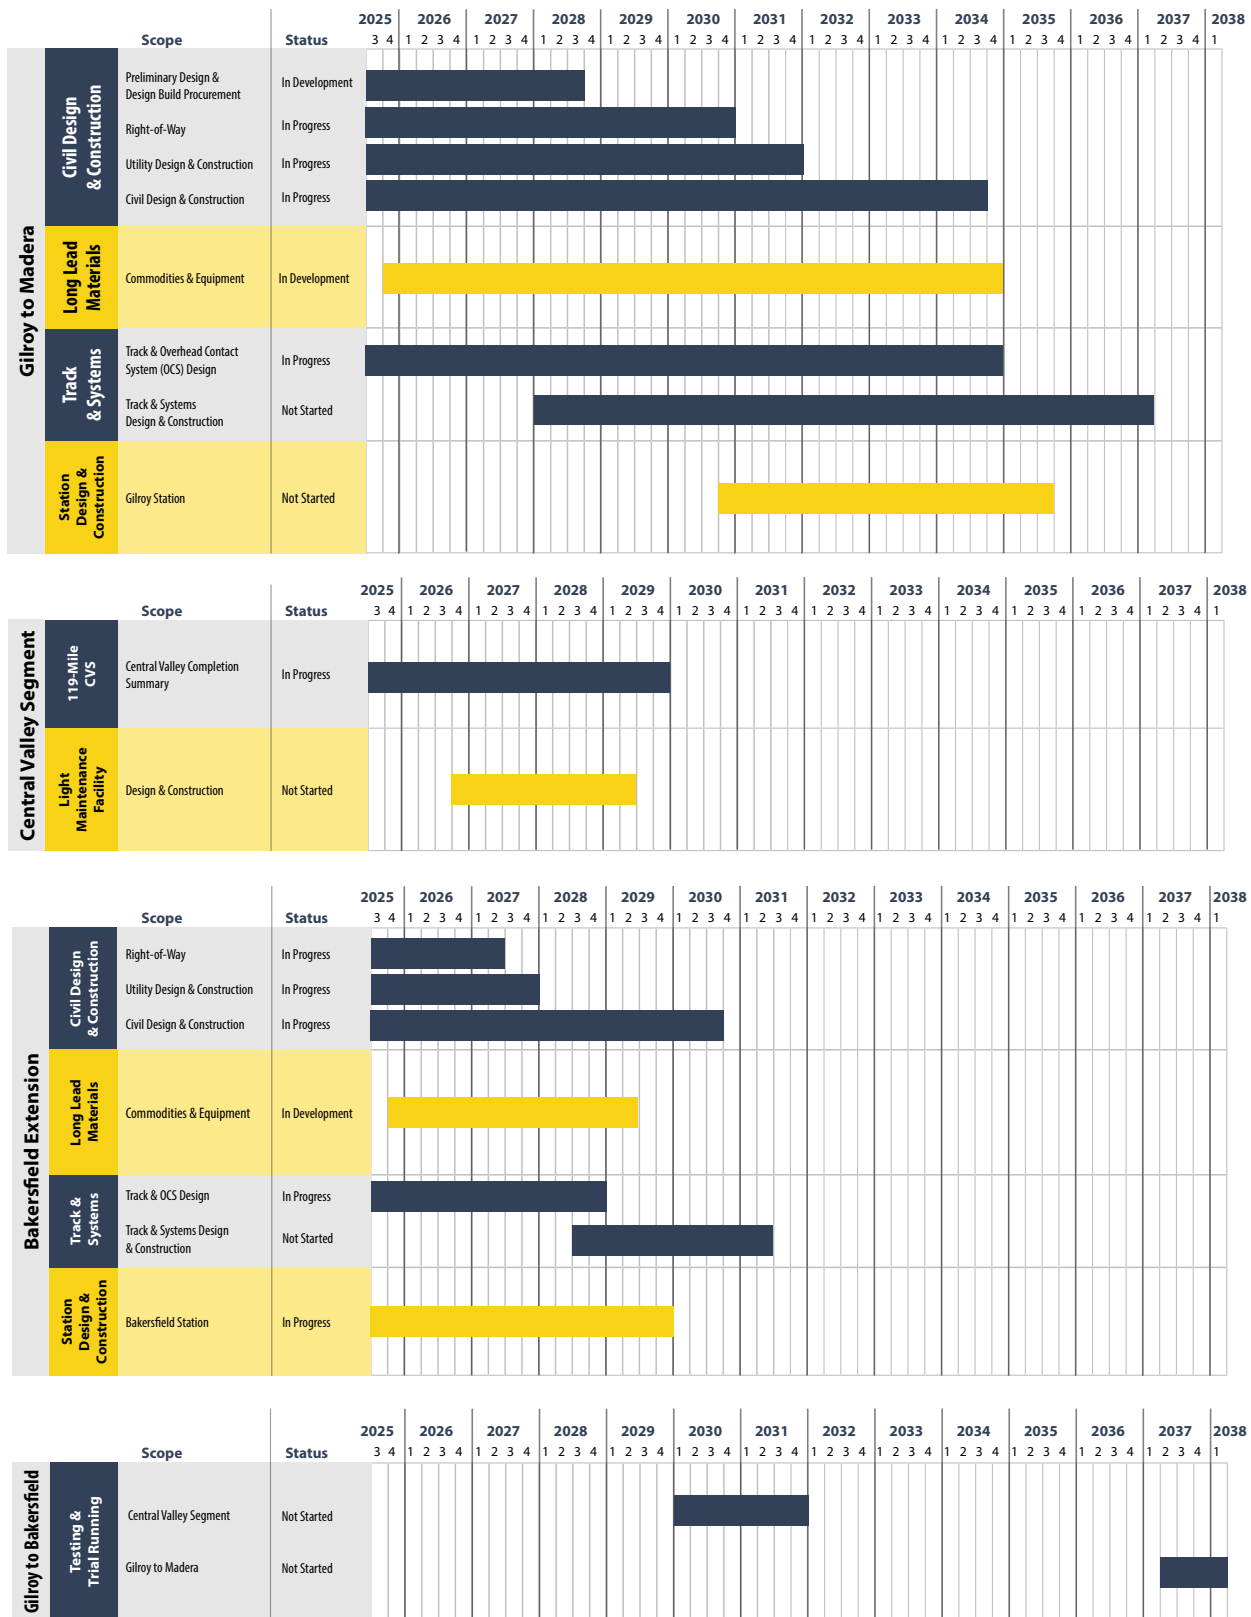 2025 2026 2027 2028 2029 2030 2031 2032 2033 2034 2035 2036 2037 2038
Scope Status 3 4 1 2 3 4 1 2 3 4 1 2 3 4 1 2 3 4 1 2 3 4 1 2 3 4 1 2 3 4 1 2 3 4 1 2 3 4 1 2 3 4 1 2 3 4 1 2 3 4 1
Gilroy to Madera
Civil Design
& Construction
Preliminary Design &
Design Build Procurement
In Development
Right-of-Way In Progress
Utility Design & Construction In Progress
Civil Design & Construction In Progress
Long Lead
Materials
Commodities & Equipment In Development
Track
& Systems
Track & Overhead Contact
System (OCS) Design
In Progress
Track & Systems
Design & Construction
Not Started
Station
Design &
Construction
Gilroy Station Not Started
2025 2026 2027 2028 2029 2030 2031 2032 2033 2034 2035 2036 2037 2038
Scope Status 3 4 1 2 3 4 1 2 3 4 1 2 3 4 1 2 3 4 1 2 3 4 1 2 3 4 1 2 3 4 1 2 3 4 1 2 3 4 1 2 3 4 1 2 3 4 1 2 3 4 1
Central Valley Segment
119-Mile
CVS
Central Valley Completion
Summary
In Progress
Light
Maintenance
Facility
Design & Construction Not Started
2025 2026 2027 2028 2029 2030 2031 2032 2033 2034 2035 2036 2037 2038
Scope Status 3 4 1 2 3 4 1 2 3 4 1 2 3 4 1 2 3 4 1 2 3 4 1 2 3 4 1 2 3 4 1 2 3 4 1 2 3 4 1 2 3 4 1 2 3 4 1 2 3 4 1
Bakersfield Extension
Civil Design
& Construction
Right-of-Way In Progress
Utility Design & Construction In Progress
Civil Design & Construction In Progress
Long Lead
Materials
Commodities & Equipment In Development
Track &
Systems
Track & OCS Design In Progress
Track & Systems Design
& Construction
Not Started
Station
Design &
Construction
Bakersfield Station In Progress
2025 2026 2027 2028 2029 2030 2031 2032 2033 2034 2035 2036 2037 2038
Scope Status 3 4 1 2 3 4 1 2 3 4 1 2 3 4 1 2 3 4 1 2 3 4 1 2 3 4 1 2 3 4 1 2 3 4 1 2 3 4 1 2 3 4 1 2 3 4 1 2 3 4 1
Gilroy to Bakersfield
Testing &
Trial Running
Central Valley Segment Not Started
Gilroy to Madera Not Started